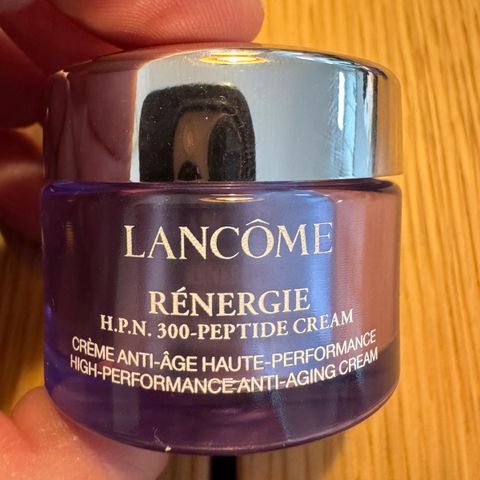 LANCÔME
RÉNERGIE
H.P.N. 300-PEPTIDE CREAM
CRÈME ANTI-ÂGE HAUTE-PERFORMANCE
HIGH-PERFORMANCE ANTI-AGING CREAM